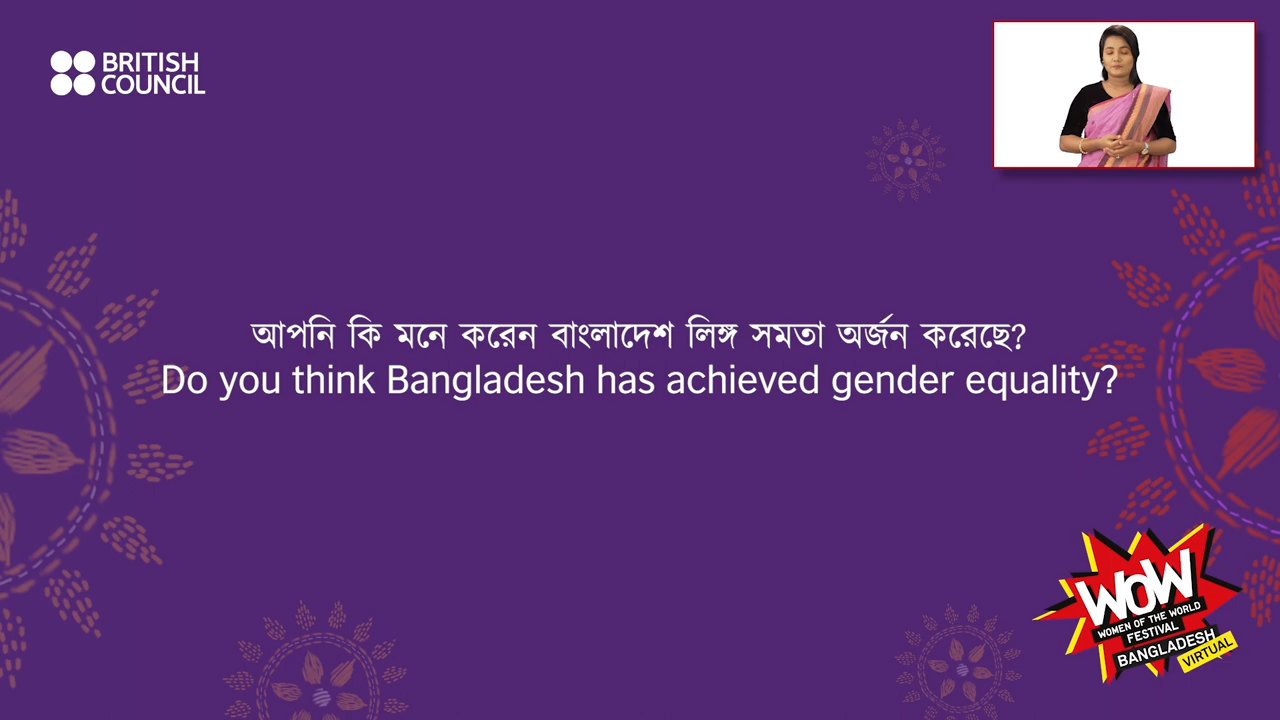 BRITISH
COUNCIL
আপনি কি মনে করেন বাংলাদেশ লিঙ্গ সমতা অর্জন করেছে?
Do you think Bangladesh has achieved gender equality?
WOW
WOMEN OF THE WORLD
FESTIVAL
BANGLADESH
VIRTUAL